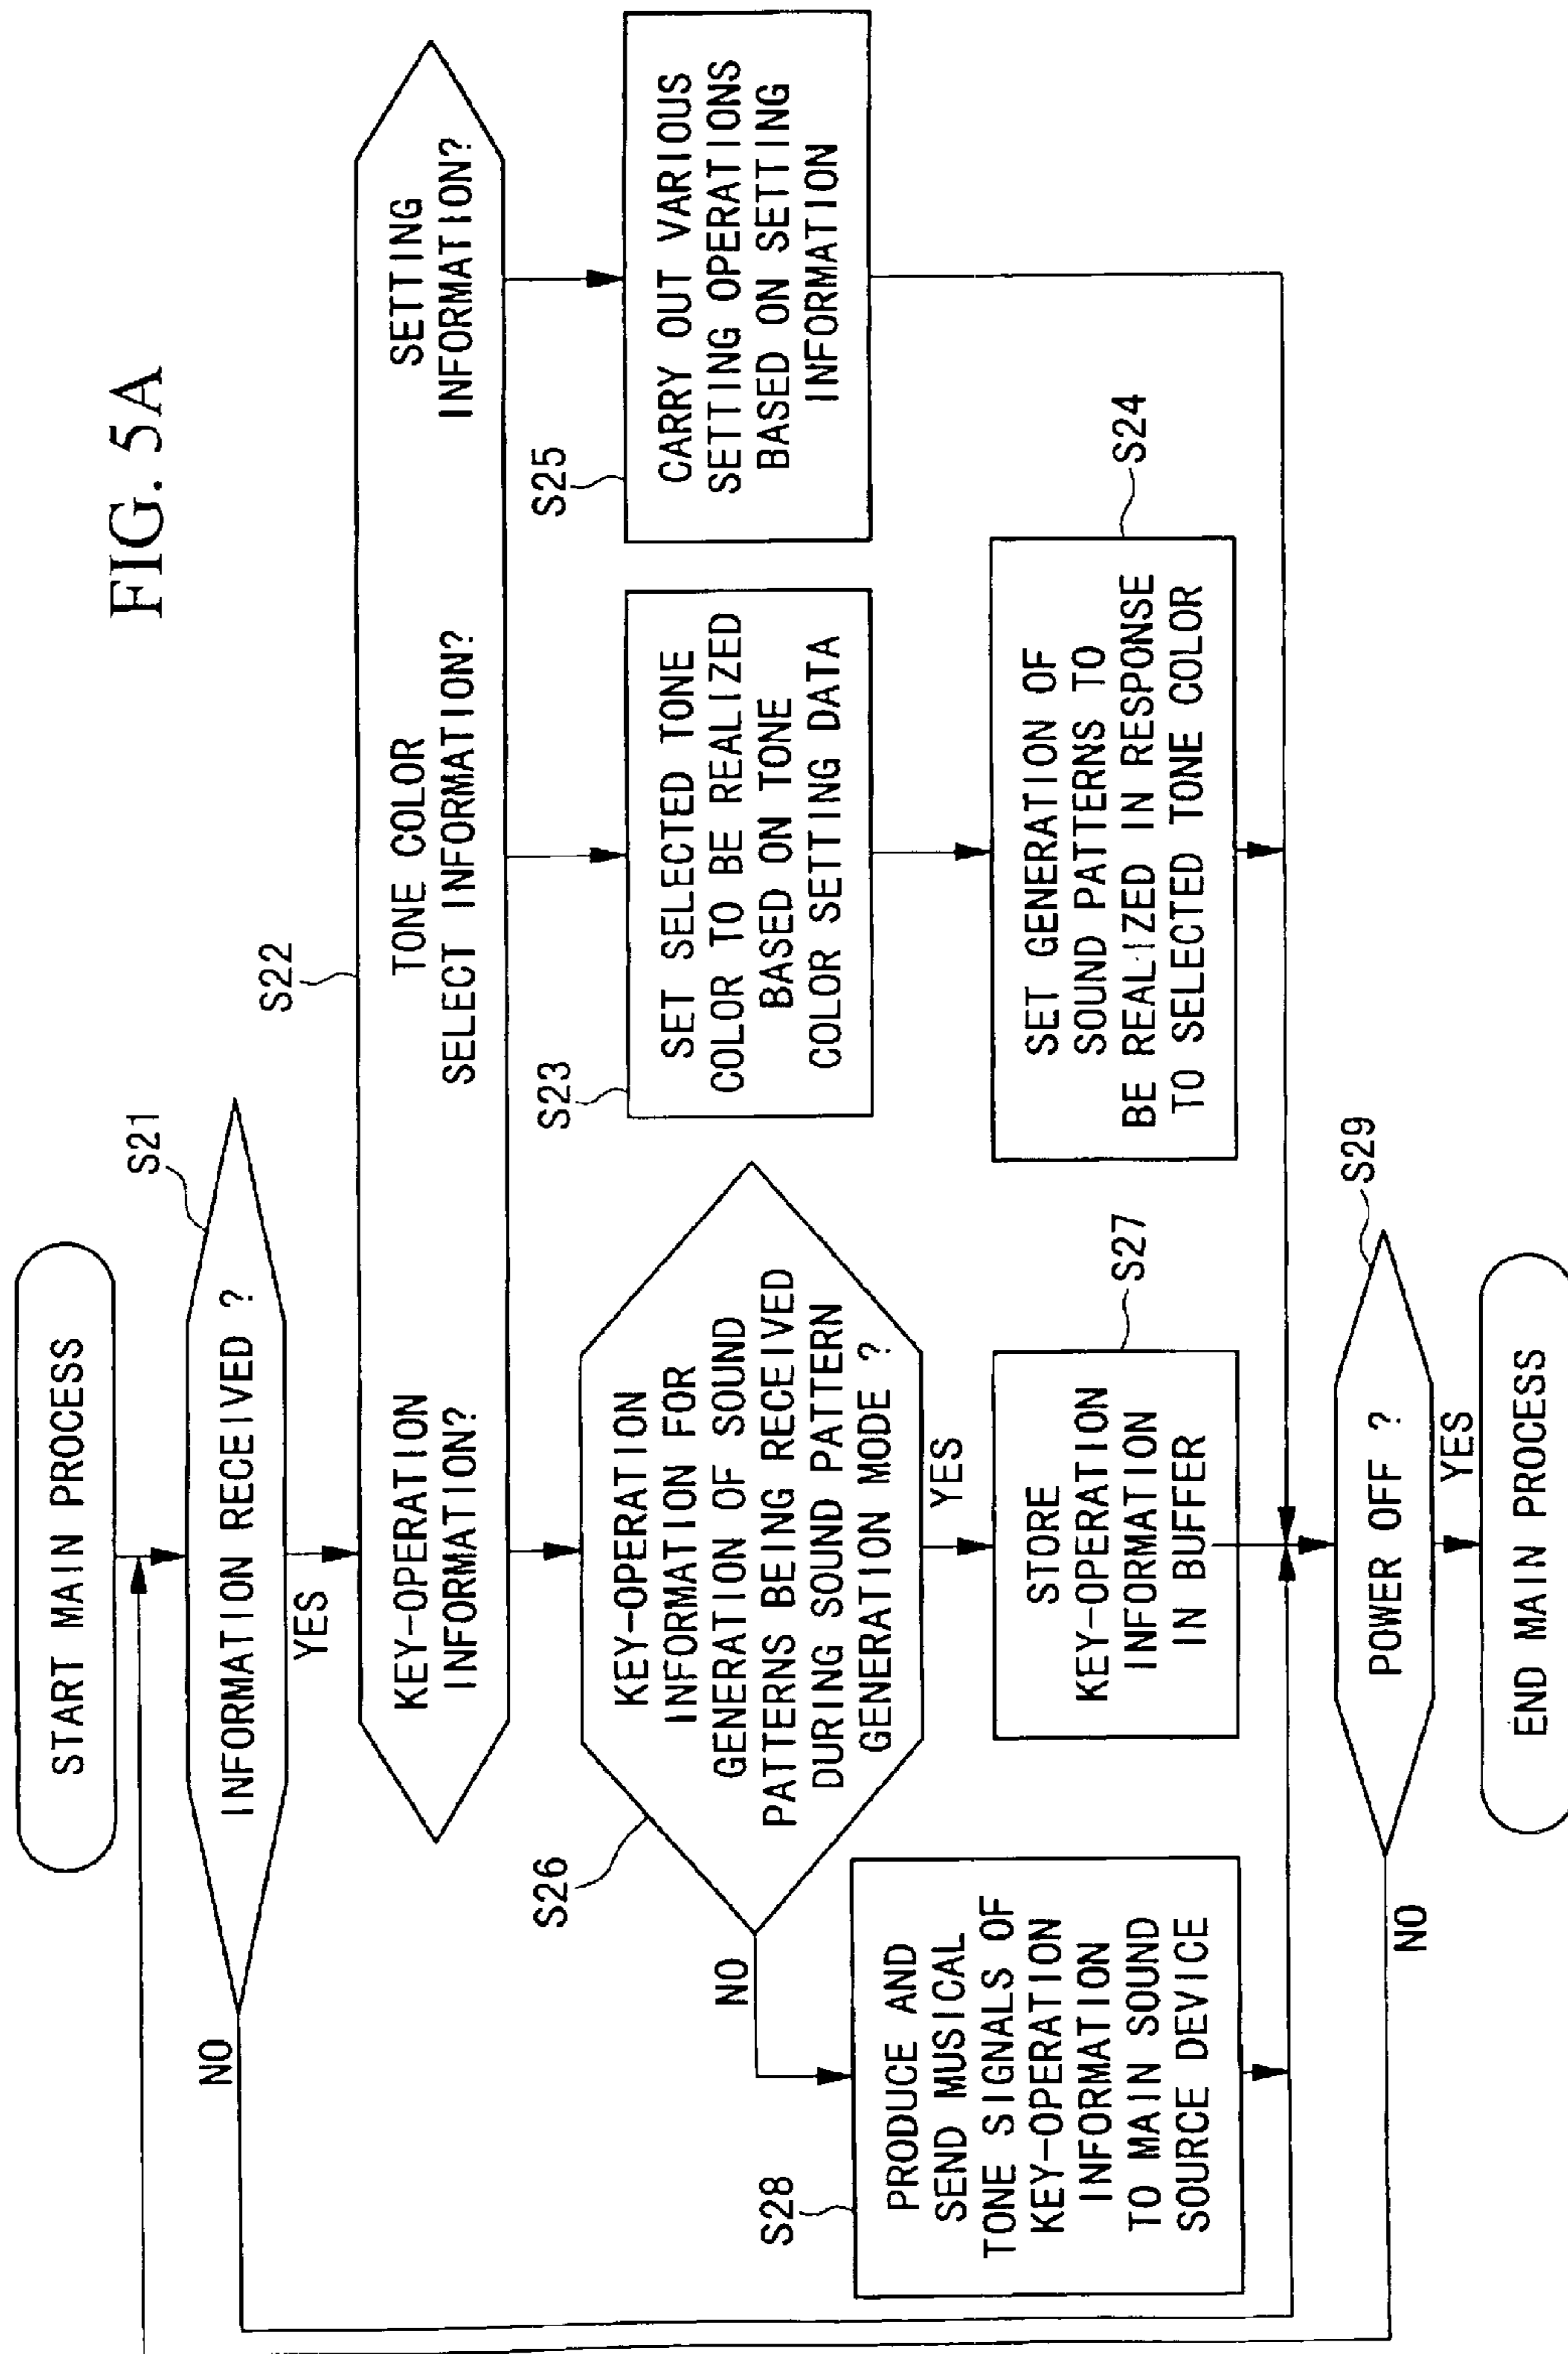 FIG. 5A
START MAIN PROCESS
S21
INFORMATION RECEIVED ?
NO
YES
S22
KEY-OPERATION
INFORMATION?
TONE COLOR
SELECT INFORMATION?
SETTING
INFORMATION?
S26
KEY-OPERATION
INFORMATION FOR
GENERATION OF SOUND
PATTERNS BEING RECEIVED
DURING SOUND PATTERN
GENERATION MODE ?
NO
YES
S23
SET SELECTED TONE
COLOR TO BE REALIZED
BASED ON TONE
COLOR SETTING DATA
S25
CARRY OUT VARIOUS
SETTING OPERATIONS
BASED ON SETTING
INFORMATION
S28
PRODUCE AND
SEND MUSICAL
TONE SIGNALS OF
KEY-OPERATION
INFORMATION
TO MAIN SOUND
SOURCE DEVICE
S27
STORE
KEY-OPERATION
INFORMATION
IN BUFFER
S24
SET GENERATION OF
SOUND PATTERNS TO
BE REALIZED IN RESPONSE
TO SELECTED TONE COLOR
S29
POWER OFF ?
NO
YES
END MAIN PROCESS